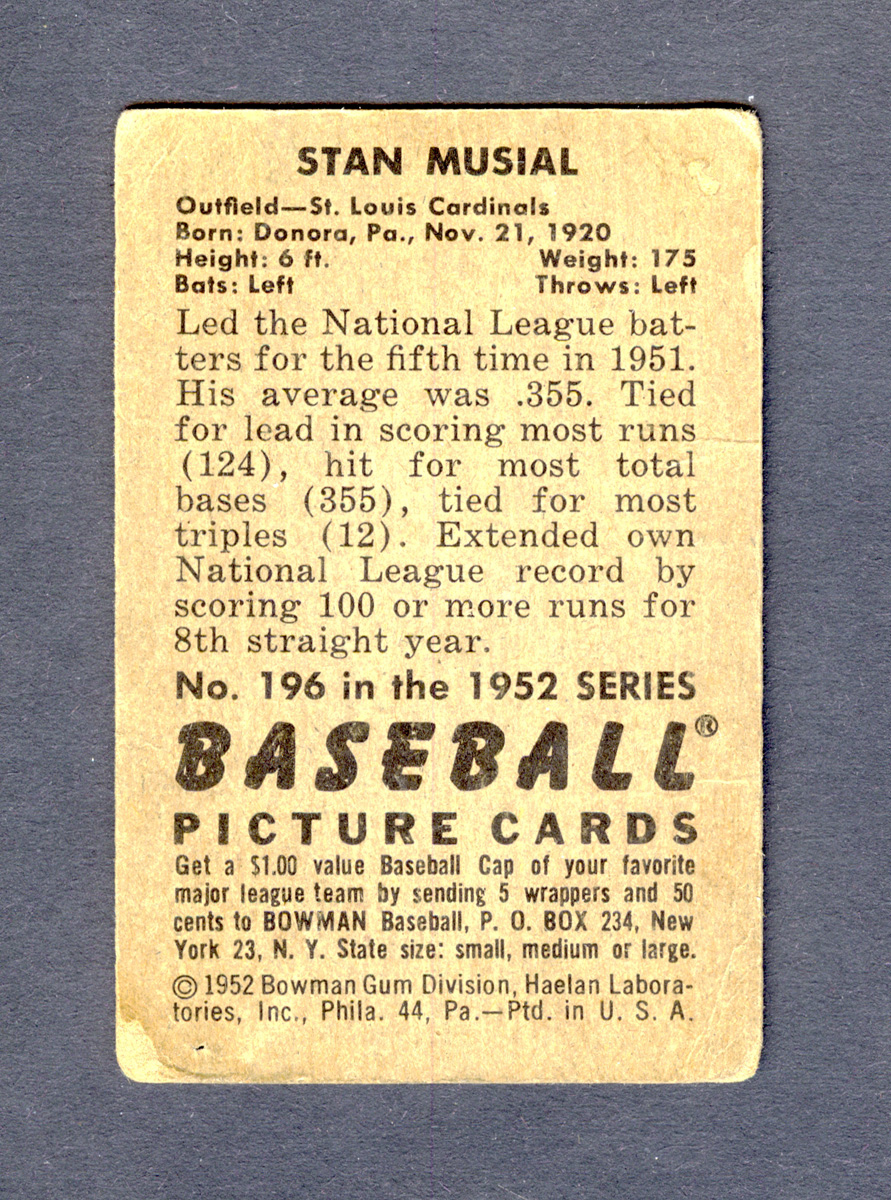 STAN MUSIAL
Outfield—St. Louis Cardinals
Born: Donora, Pa., Nov. 21, 1920
Height: 6 ft. Weight: 175
Bats: Left Throws: Left
Led the National League bat-
ters for the fifth time in 1951.
His average was .355. Tied
for lead in scoring most runs
(124), hit for most total
bases (355), tied for most
triples (12). Extended own
National League record by
scoring 100 or more runs for
8th straight year.
No. 196 in the 1952 SERIES
BASEBALL®
PICTURE CARDS
Get a $1.00 value Baseball Cap of your favorite
major league team by sending 5 wrappers and 50
cents to BOWMAN Baseball, P. O. BOX 234, New
York 23, N. Y. State size: small, medium or large.
© 1952 Bowman Gum Division, Haelan Labora-
tories, Inc., Phila. 44, Pa.—Ptd. in U. S. A.